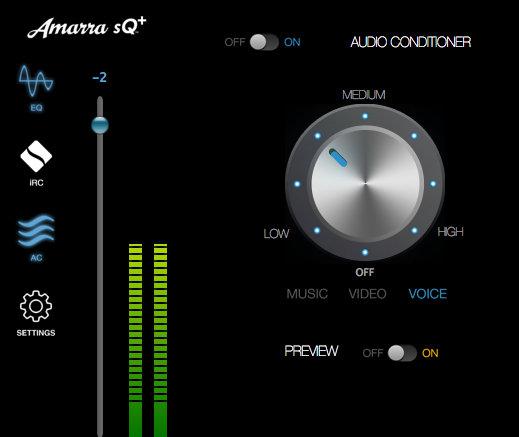 Amarra sQ+
OFF ON AUDIO CONDITIONER
-2
EQ
MEDIUM
iRC
LOW HIGH
AC
OFF
MUSIC VIDEO VOICE
SETTINGS
PREVIEW OFF ON